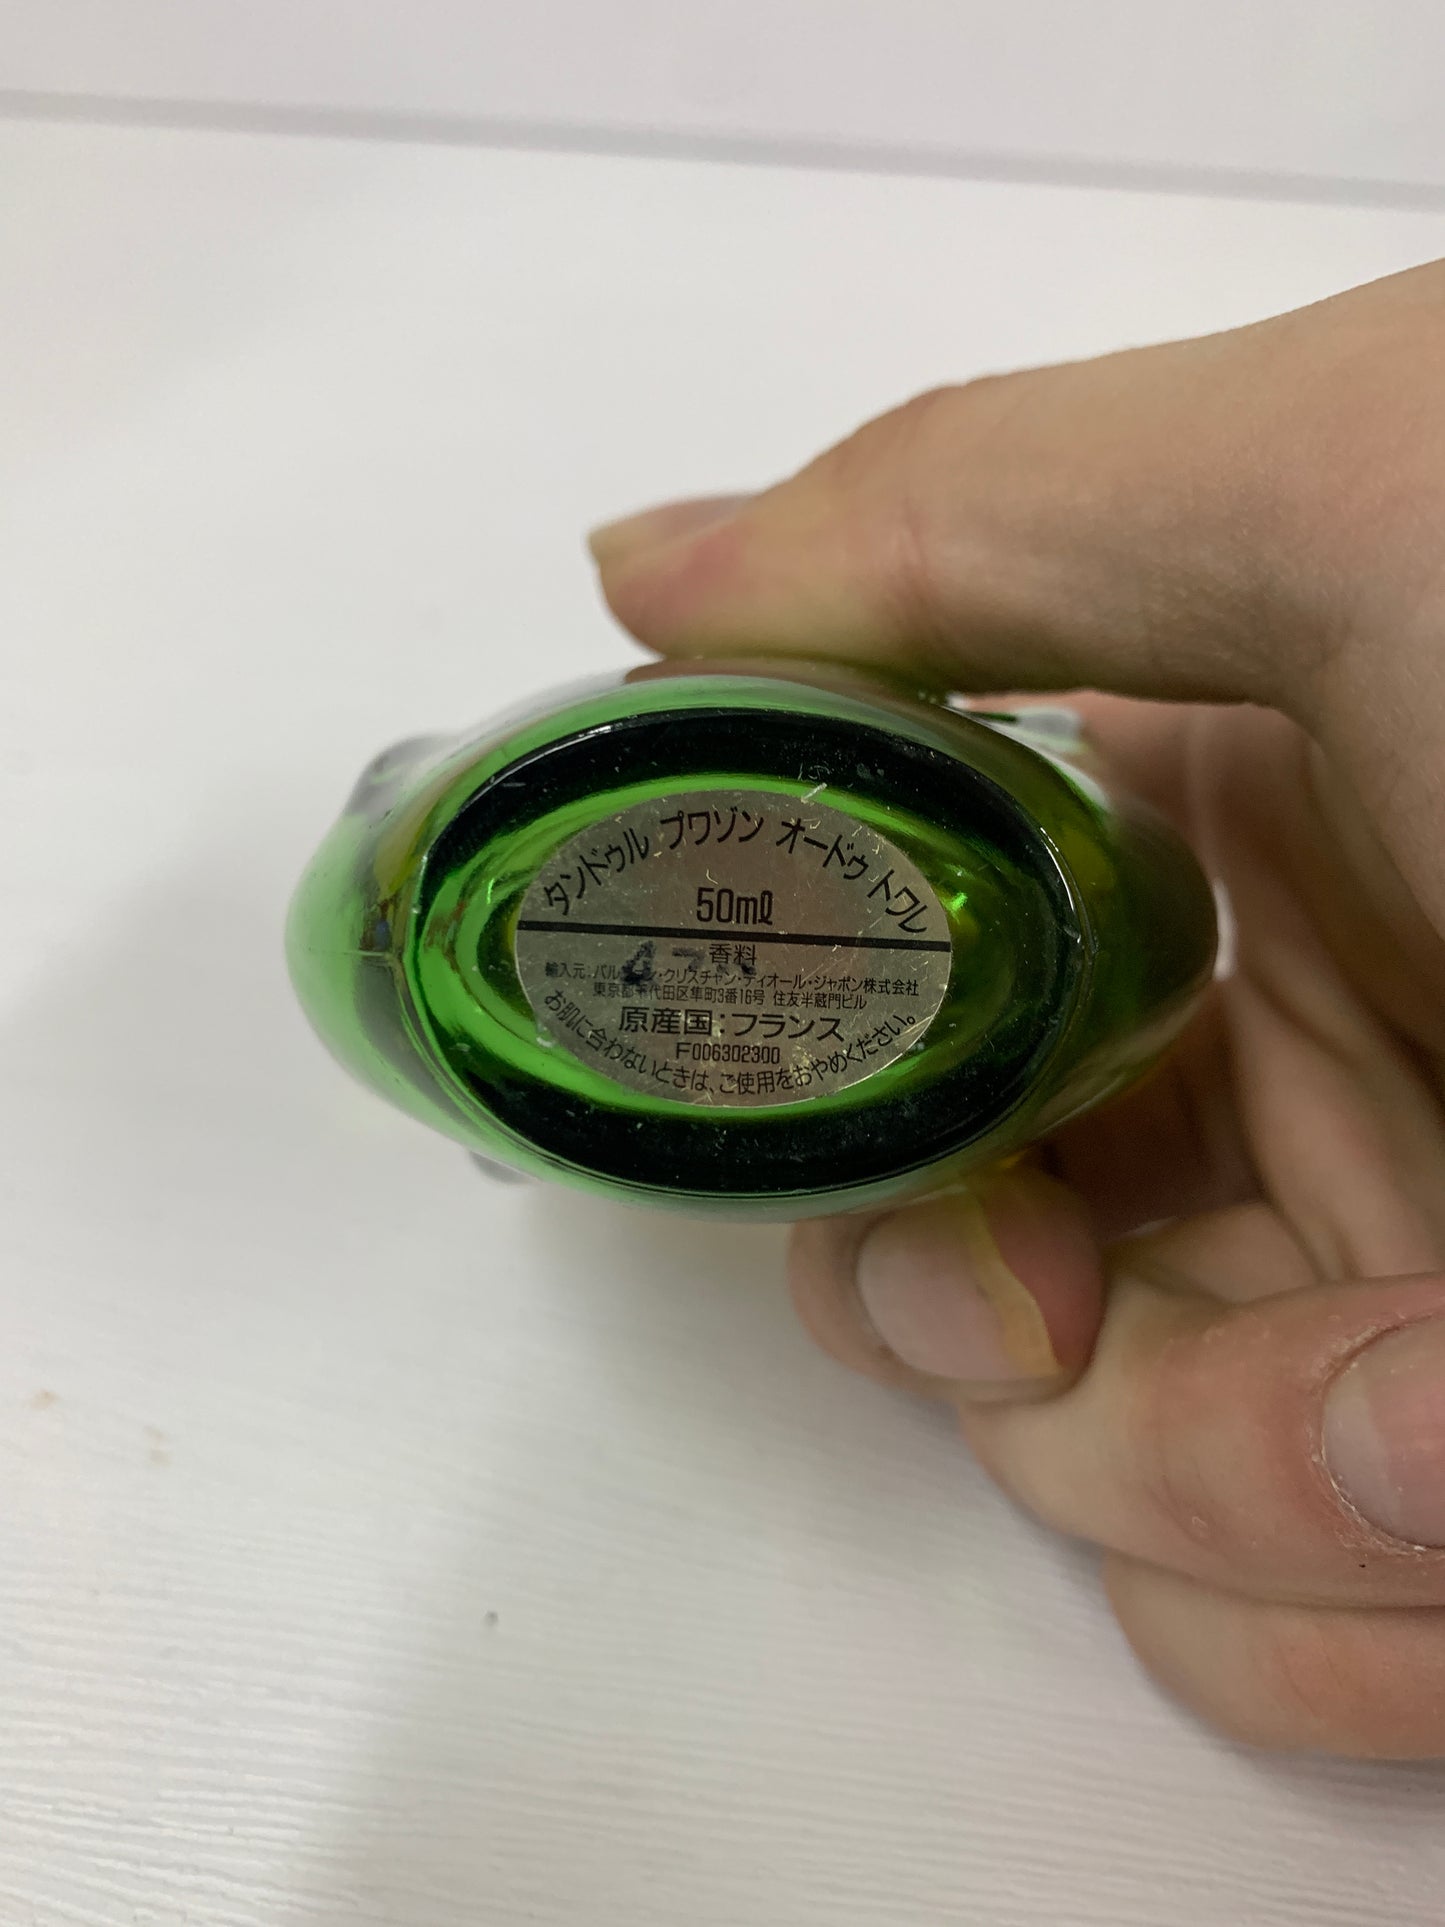 タンドゥル プワゾン オードゥ トワレ
50ml
香料
輸入元:パルファン・クリスチャン・ディオール・ジャポン株式会社
東京都千代田区隼町3番16号 住友半蔵門ビル
原産国:フランス
F006302300
お肌に合わないときは、ご使用をおやめください。